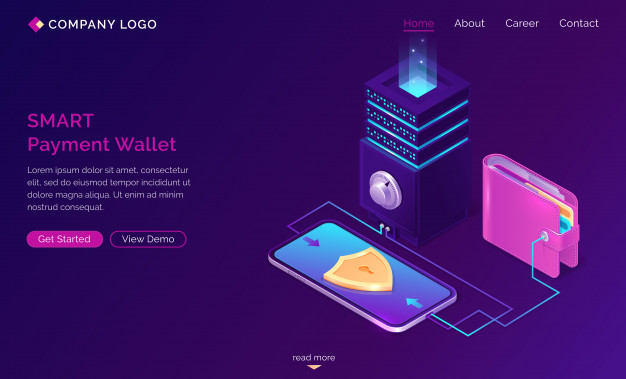 COMPANY LOGO
Home About Career Contact
SMART
Payment Wallet
Lorem ipsum dolor sit amet, consectetur
elit, sed do eiusmod tempor incididunt ut
dolore magna aliqua. Ut enim ad minim
nostrud consequat.
Get Started View Demo
read more